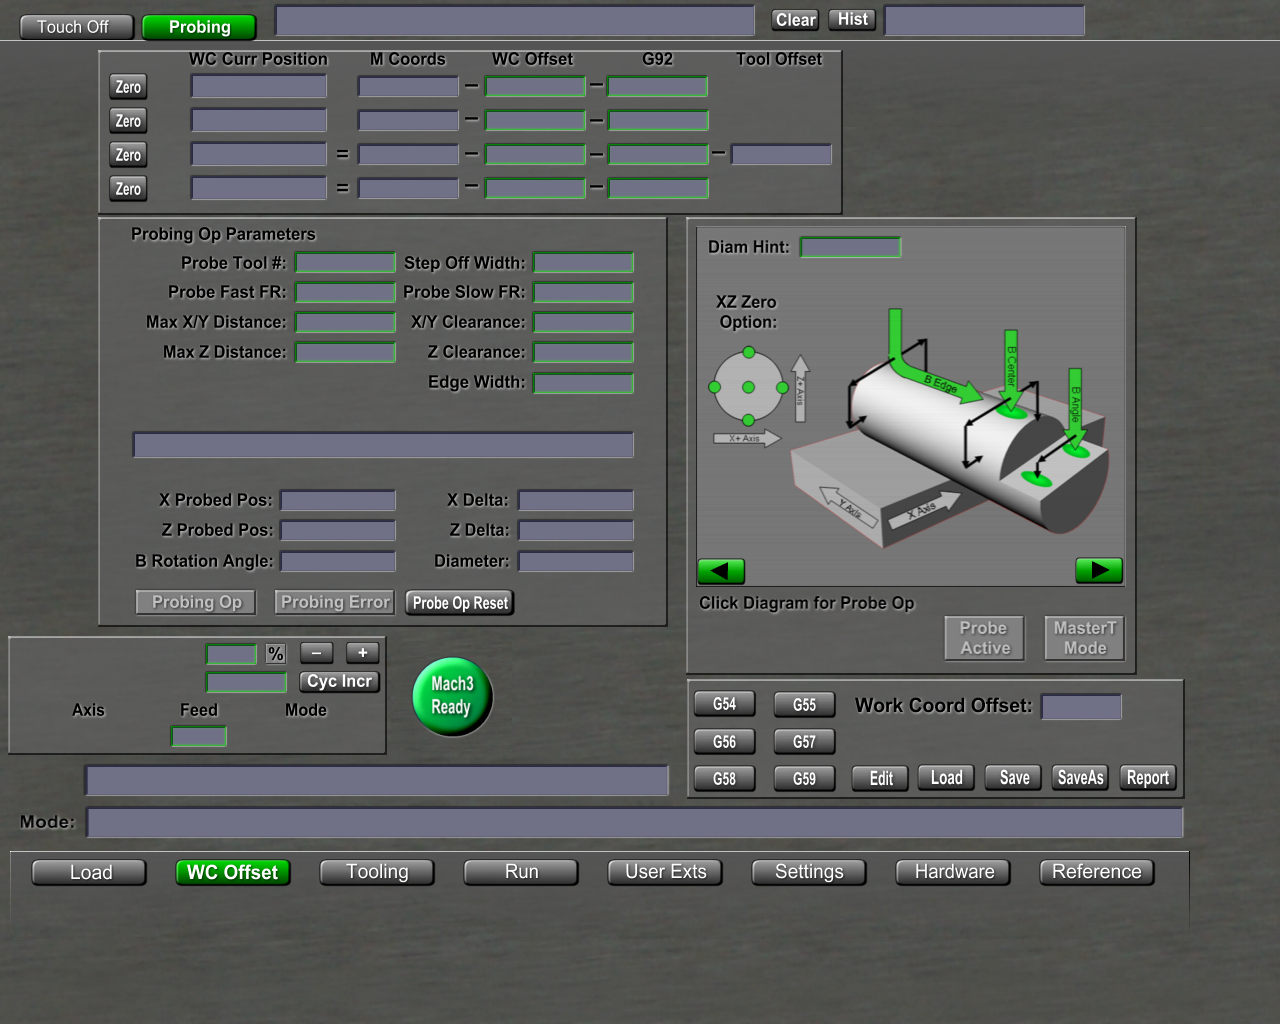 Touch Off Probing Clear Hist
WC Curr Position M Coords WC Offset G92 Tool Offset
Zero – –
Zero – –
Zero = – – –
Zero = – –
Probing Op Parameters
Probe Tool #: Step Off Width:
Probe Fast FR: Probe Slow FR:
Max X/Y Distance: X/Y Clearance:
Max Z Distance: Z Clearance:
Edge Width:
X Probed Pos: X Delta:
Z Probed Pos: Z Delta:
B Rotation Angle: Diameter:
Probing Op Probing Error Probe Op Reset
Diam Hint:
XZ Zero
Option:
Z+ Axis
X+ Axis
B Edge
B Center
B Angle
Y Axis
X Axis
Click Diagram for Probe Op
Probe
Active
MasterT
Mode
% – +
Cyc Incr
Axis Feed Mode
Mach3
Ready
G54 G55 Work Coord Offset:
G56 G57
G58 G59 Edit Load Save SaveAs Report
Mode:
Load WC Offset Tooling Run User Exts Settings Hardware Reference